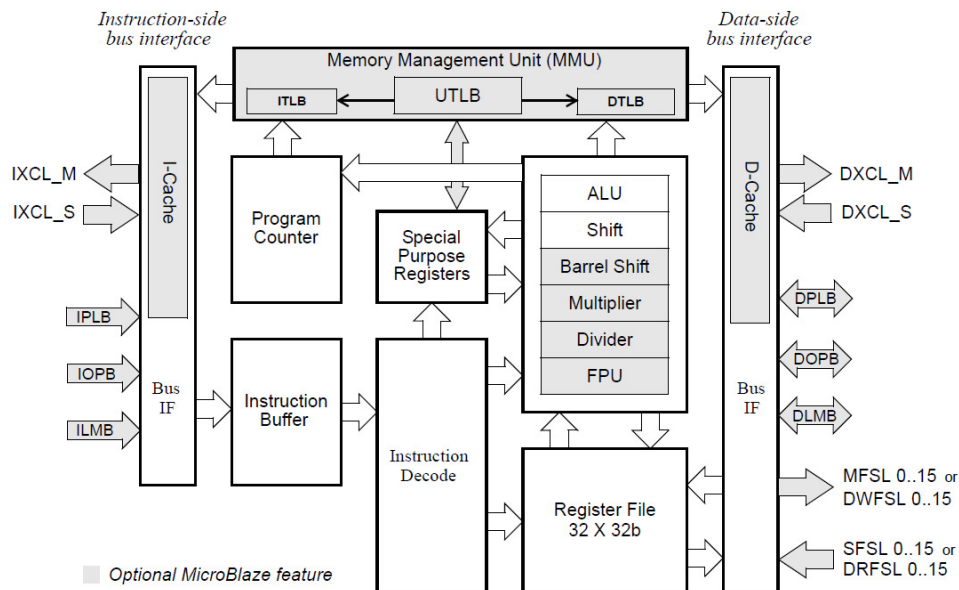 Instruction-side
bus interface
Data-side
bus interface
Memory Management Unit (MMU)
ITLB
UTLB
DTLB
I-Cache
D-Cache
IXCL_M
IXCL_S
IPLB
IOPB
ILMB
Bus
IF
Program
Counter
Special
Purpose
Registers
Instruction
Buffer
Instruction
Decode
ALU
Shift
Barrel Shift
Multiplier
Divider
FPU
Register File
32 X 32b
Bus
IF
DXCL_M
DXCL_S
DPLB
DOPB
DLMB
MFSL 0..15 or
DWFSL 0..15
SFSL 0..15 or
DRFSL 0..15
Optional MicroBlaze feature